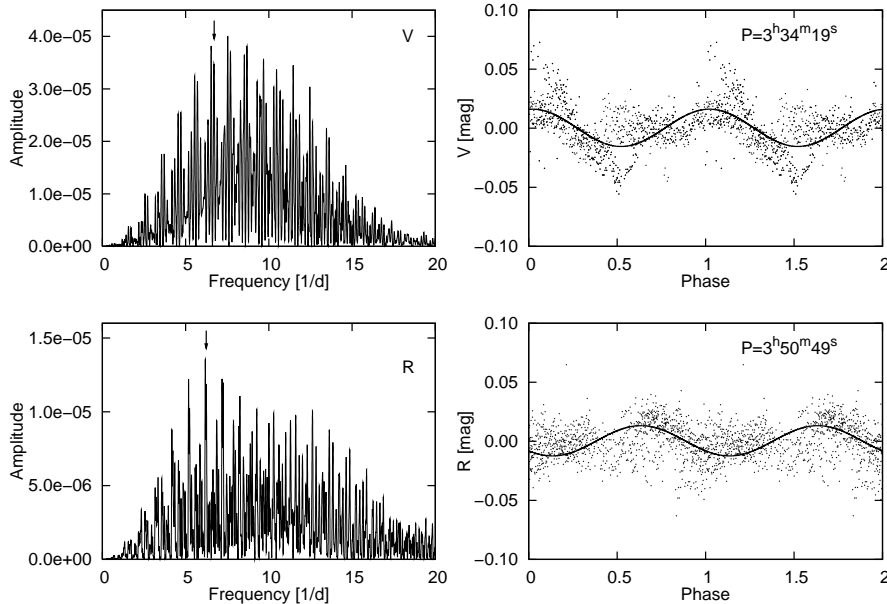 4.0e−05
3.0e−05
2.0e−05
1.0e−05
0.0e+00
Amplitude
V
0 5 10 15 20
Frequency [1/d]
0.10
0.05
0.00
−0.05
−0.10
V [mag]
P=3h34m19s
0 0.5 1 1.5 2
Phase
1.5e−05
1.0e−05
5.0e−06
0.0e+00
Amplitude
R
0 5 10 15 20
Frequency [1/d]
0.10
0.05
0.00
−0.05
−0.10
R [mag]
P=3h50m49s
0 0.5 1 1.5 2
Phase